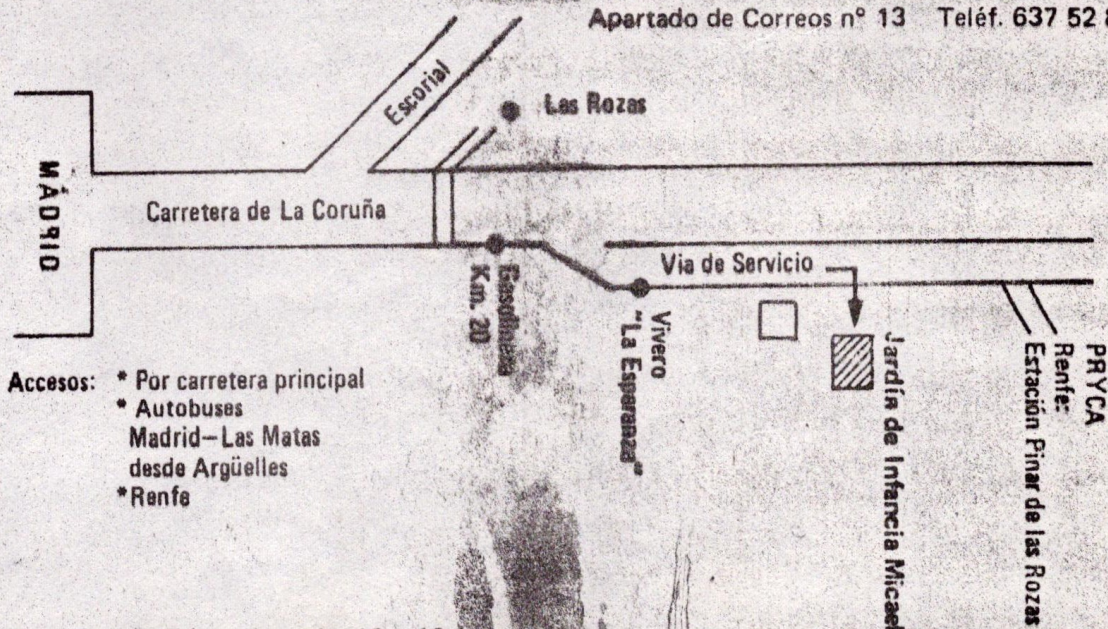 Apartado de Correos nº 13 Teléf. 637 52
Escorial
Las Rozas
MÁDRID
Carretera de La Coruña
Via de Servicio
Gasolinera
Km. 20
Vivero
"La Esperanza"
Jardín de Infancia Micael
PRYCA
Renfe:
Estación Pinar de las Rozas
Accesos: * Por carretera principal
* Autobuses
Madrid–Las Matas
desde Argüelles
*Renfe